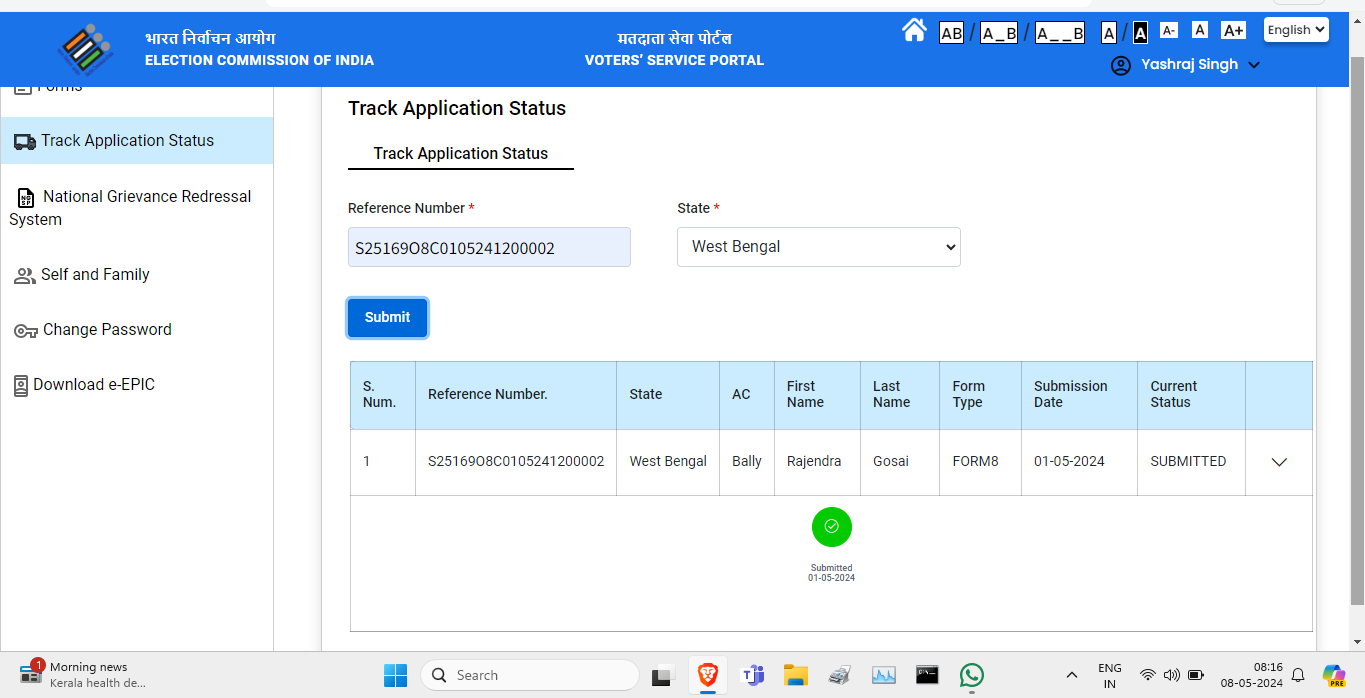 भारत निर्वाचन आयोग
ELECTION COMMISSION OF INDIA
मतदाता सेवा पोर्टल
VOTERS' SERVICE PORTAL
AB / A_B / A__B A / A A- A A+ English
Yashraj Singh
Forms
Track Application Status
National Grievance Redressal
System
Self and Family
Change Password
Download e-EPIC
Track Application Status
Track Application Status
Reference Number * State *
S25169O8C0105241200002 West Bengal
Submit
S. Num. Reference Number. State AC First Name Last Name Form Type Submission Date Current Status
1 S25169O8C0105241200002 West Bengal Bally Rajendra Gosai FORM8 01-05-2024 SUBMITTED
Submitted
01-05-2024
1 Morning news
Kerala health de...
Search
ENG
IN
08:16
08-05-2024
PRE